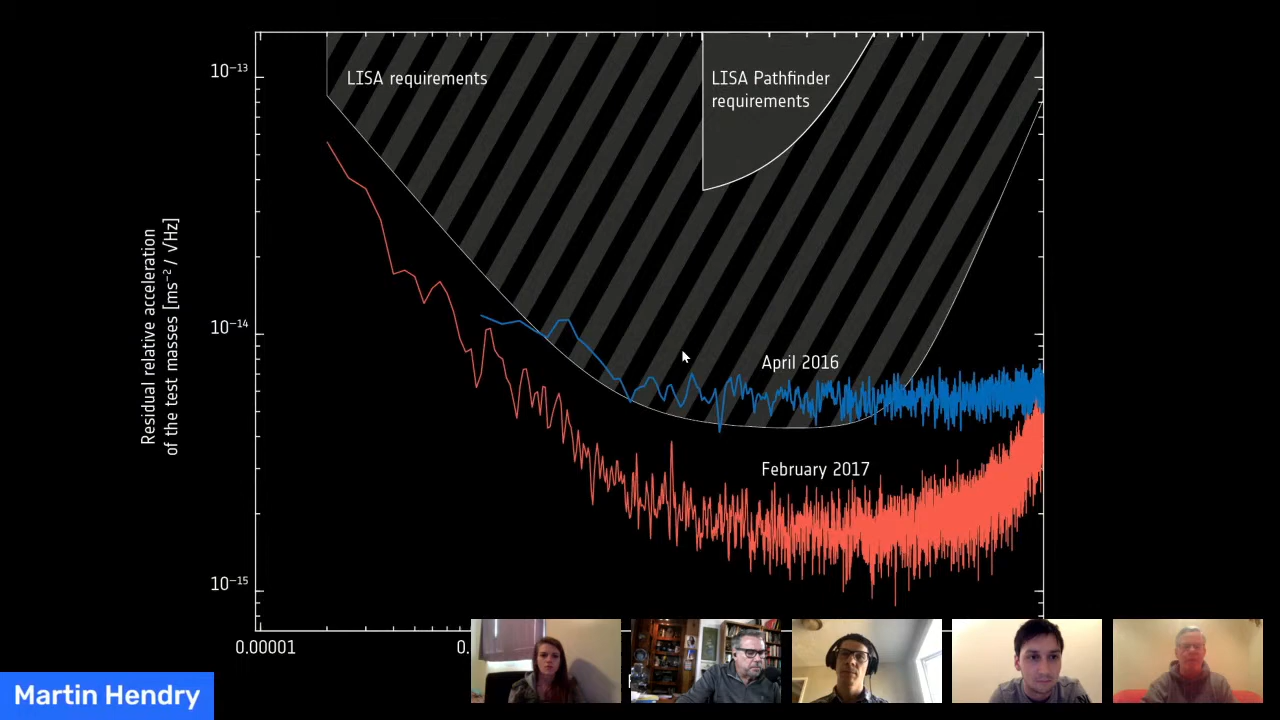 LISA requirements
LISA Pathfinder
requirements
10⁻¹³
Residual relative acceleration
of the test masses [ms⁻² / √Hz]
10⁻¹⁴
April 2016
February 2017
10⁻¹⁵
0.00001
0.
Martin Hendry